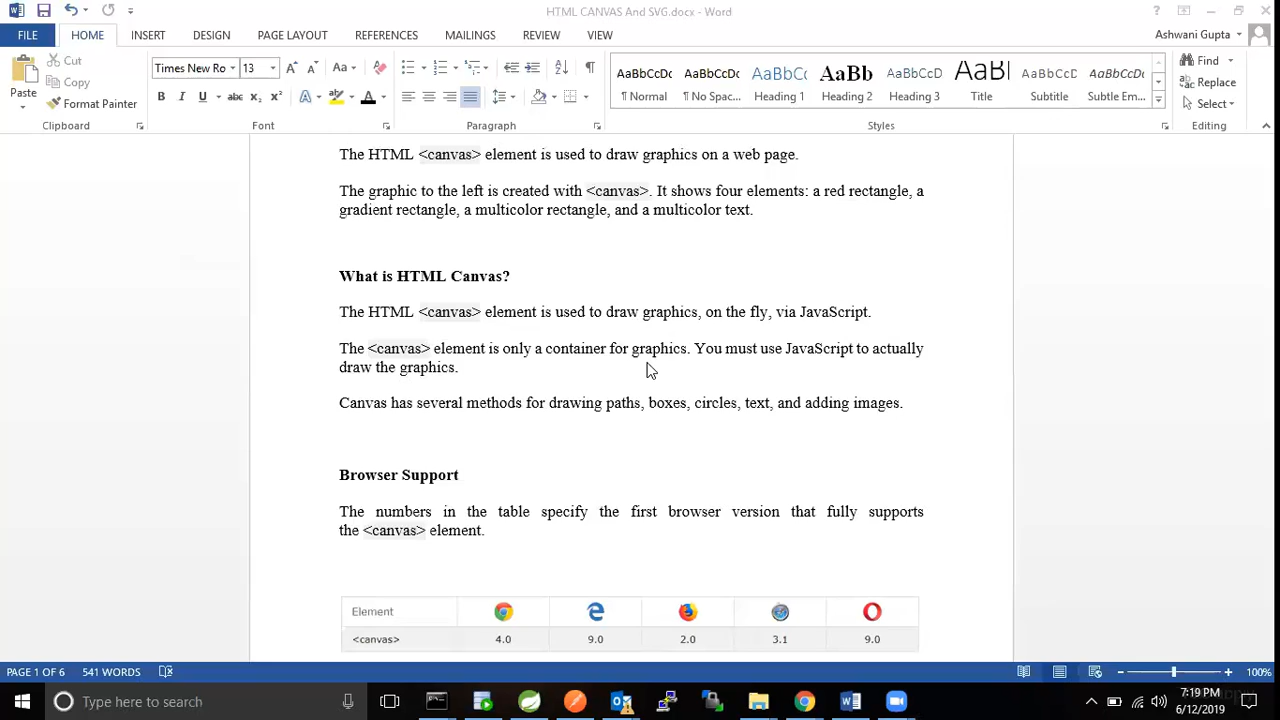 HTML CANVAS And SVG.docx - Word
FILE HOME INSERT DESIGN PAGE LAYOUT REFERENCES MAILINGS REVIEW VIEW Ashwani Gupta
Paste
Cut
Copy
Format Painter
Clipboard
Times New Ro 13
Font
Paragraph
AaBbCcDc AaBbCcDc AaBbCc AaBb AaBbCcD AaBb AaBbCcD AaBbCcDc
¶ Normal ¶ No Spac... Heading 1 Heading 2 Heading 3 Title Subtitle Subtle Em...
Styles
Find
Replace
Select
Editing
The HTML <canvas> element is used to draw graphics on a web page.
The graphic to the left is created with <canvas>. It shows four elements: a red rectangle, a
gradient rectangle, a multicolor rectangle, and a multicolor text.
What is HTML Canvas?
The HTML <canvas> element is used to draw graphics, on the fly, via JavaScript.
The <canvas> element is only a container for graphics. You must use JavaScript to actually
draw the graphics.
Canvas has several methods for drawing paths, boxes, circles, text, and adding images.
Browser Support
The numbers in the table specify the first browser version that fully supports
the <canvas> element.
Element
<canvas> 4.0 9.0 2.0 3.1 9.0
PAGE 1 OF 6 541 WORDS 100%
Type here to search
7:19 PM
6/12/2019